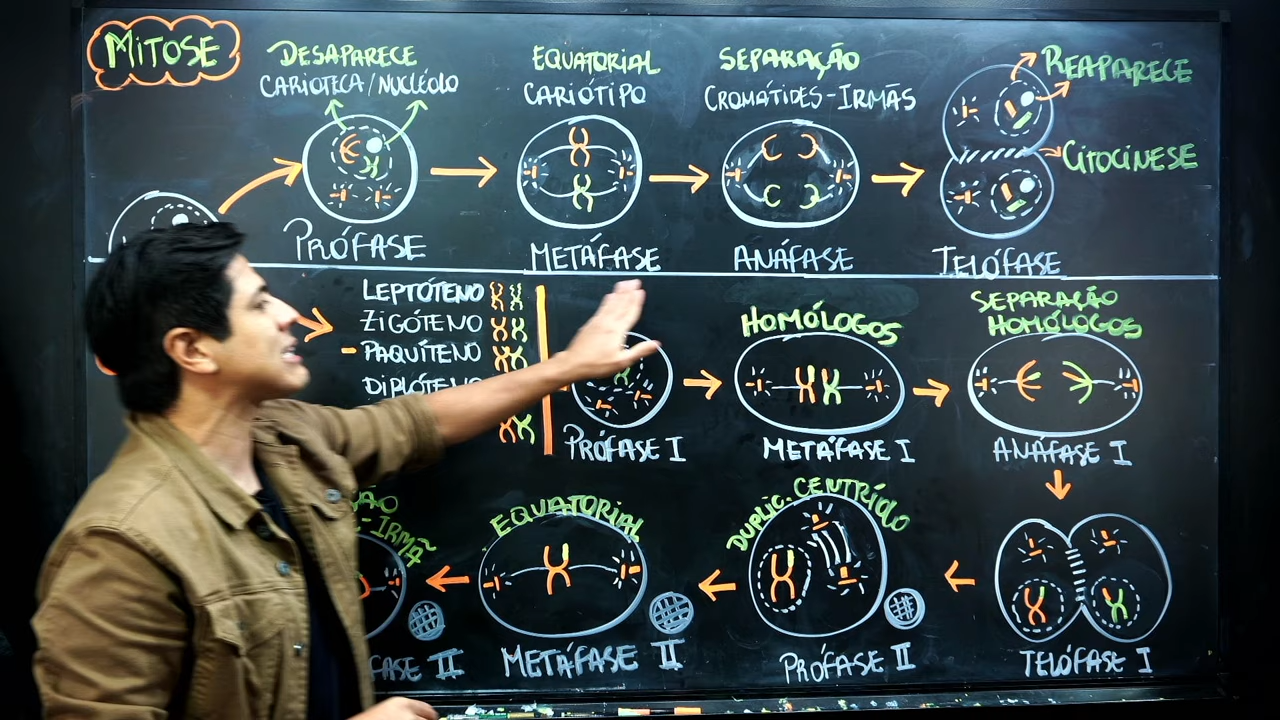 MITOSE
DESAPARECE
CARIOTECA/NUCLÉOLO
EQUATORIAL
CARIÓTIPO
SEPARAÇÃO
CROMÁTIDES-IRMÃS
REAPARECE
CITOCINESE
PRÓFASE
METÁFASE
ANÁFASE
TELÓFASE
LEPTÓTENO
ZIGÓTENO
PAQUÍTENO
DIPLÓTENO
HOMÓLOGOS
SEPARAÇÃO
HOMÓLOGOS
PRÓFASE I
METÁFASE I
ANÁFASE I
EQUATORIAL
DUPLIC. CENTRÍOLO
FASE II
METÁFASE II
PRÓFASE II
TELÓFASE I